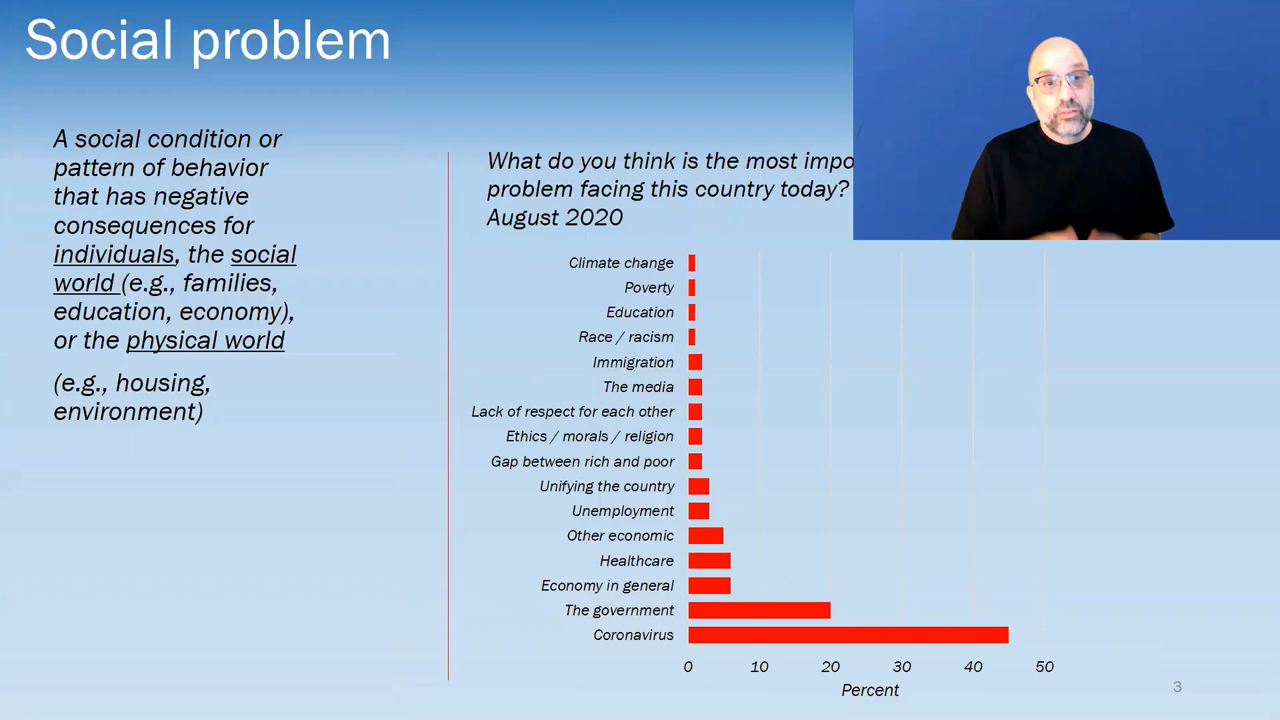 Social problem
A social condition or
pattern of behavior
that has negative
consequences for
individuals, the social
world (e.g., families,
education, economy),
or the physical world
(e.g., housing,
environment)
What do you think is the most impo
problem facing this country today?
August 2020
Climate change
Poverty
Education
Race / racism
Immigration
The media
Lack of respect for each other
Ethics / morals / religion
Gap between rich and poor
Unifying the country
Unemployment
Other economic
Healthcare
Economy in general
The government
Coronavirus
0 10 20 30 40 50
Percent
3